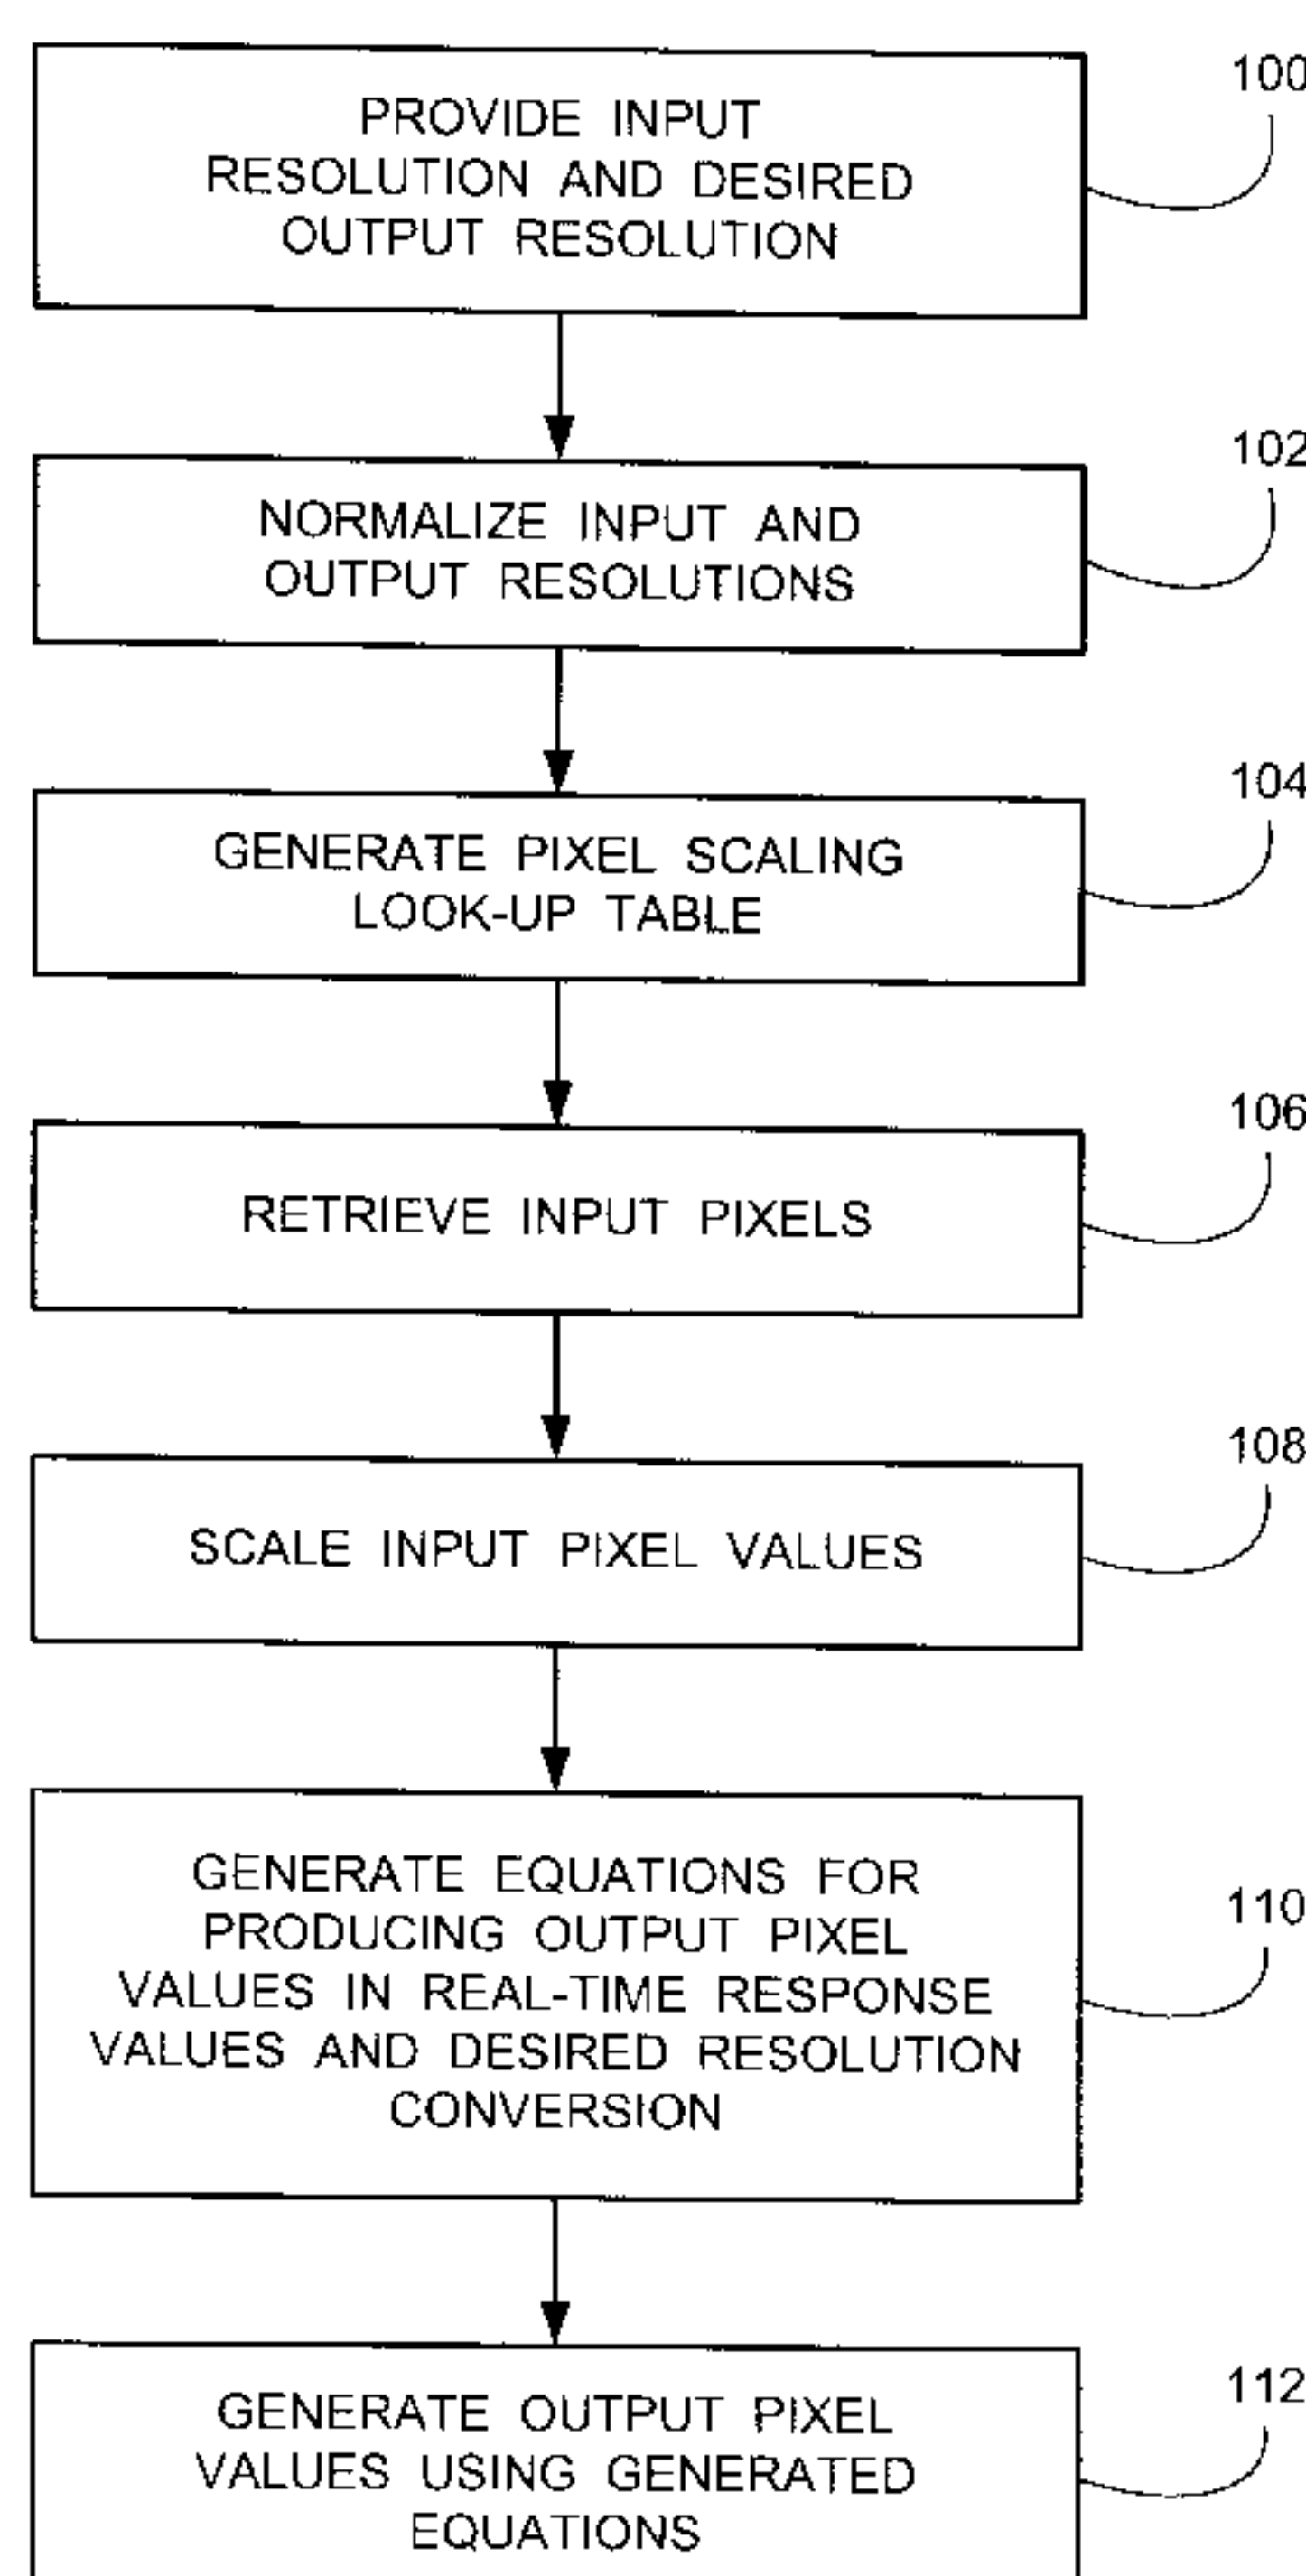 PROVIDE INPUT
RESOLUTION AND DESIRED
OUTPUT RESOLUTION
100
NORMALIZE INPUT AND
OUTPUT RESOLUTIONS
102
GENERATE PIXEL SCALING
LOOK-UP TABLE
104
RETRIEVE INPUT PIXELS
106
SCALE INPUT PIXEL VALUES
108
GENERATE EQUATIONS FOR
PRODUCING OUTPUT PIXEL
VALUES IN REAL-TIME RESPONSE
VALUES AND DESIRED RESOLUTION
CONVERSION
110
GENERATE OUTPUT PIXEL
VALUES USING GENERATED
EQUATIONS
112